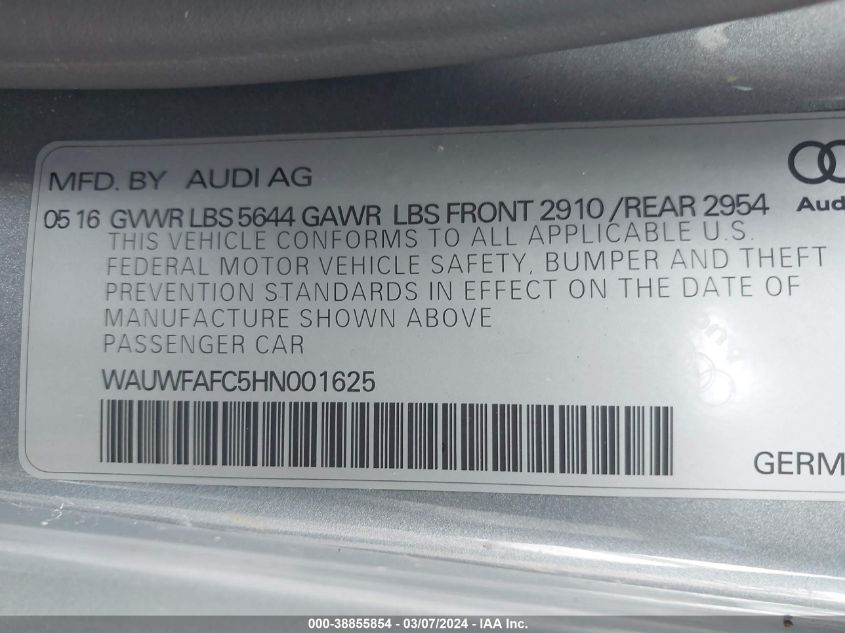 MFD. BY AUDI AG
05 16 GVWR LBS 5644 GAWR LBS FRONT 2910 /REAR 2954
Aud
THIS VEHICLE CONFORMS TO ALL APPLICABLE U.S.
FEDERAL MOTOR VEHICLE SAFETY, BUMPER AND THEFT
PREVENTION STANDARDS IN EFFECT ON THE DATE OF
MANUFACTURE SHOWN ABOVE
PASSENGER CAR
WAUWFAFC5HN001625
GERM
000-38855854 - 03/07/2024 - IAA Inc.